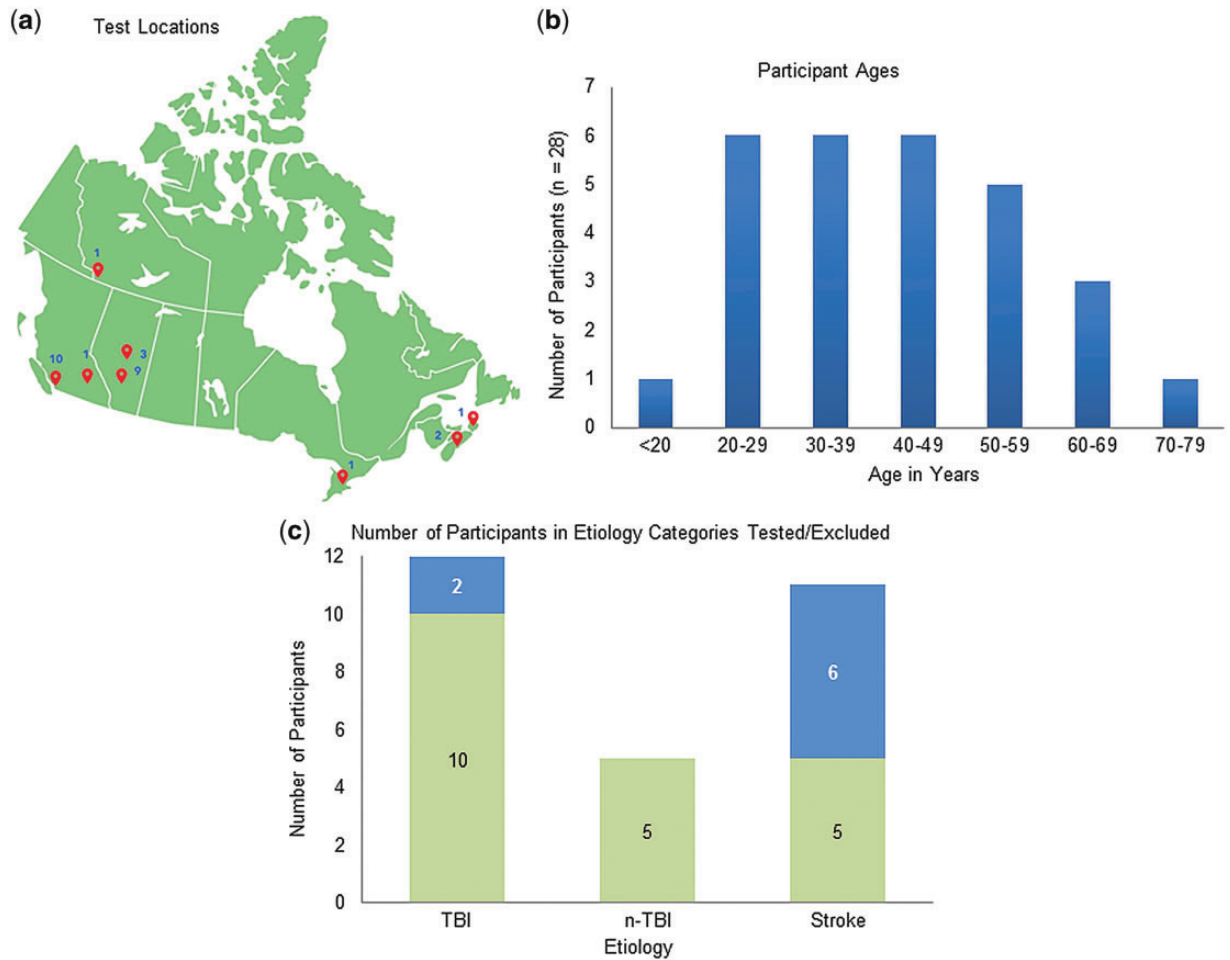 (a)
Test Locations
1
10
1
3
9
1
2
1
(b)
Participant Ages
Number of Participants (n = 28)
7
6
5
4
3
2
1
0
<20 20-29 30-39 40-49 50-59 60-69 70-79
Age in Years
(c)
Number of Participants in Etiology Categories Tested/Excluded
Number of Participants
12
10
8
6
4
2
0
2
10
5
6
5
TBI n-TBI Stroke
Etiology